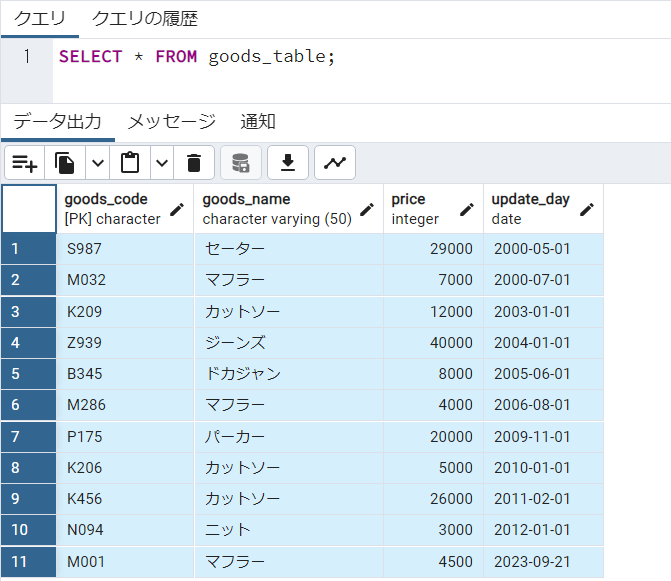 クエリ クエリの履歴
1 SELECT * FROM goods_table;
データ出力 メッセージ 通知
goods_code goods_name price update_day
[PK] character character varying (50) integer date
1 S987 セーター 29000 2000-05-01
2 M032 マフラー 7000 2000-07-01
3 K209 カットソー 12000 2003-01-01
4 Z939 ジーンズ 40000 2004-01-01
5 B345 ドカジャン 8000 2005-06-01
6 M286 マフラー 4000 2006-08-01
7 P175 パーカー 20000 2009-11-01
8 K206 カットソー 5000 2010-01-01
9 K456 カットソー 26000 2011-02-01
10 N094 ニット 3000 2012-01-01
11 M001 マフラー 4500 2023-09-21